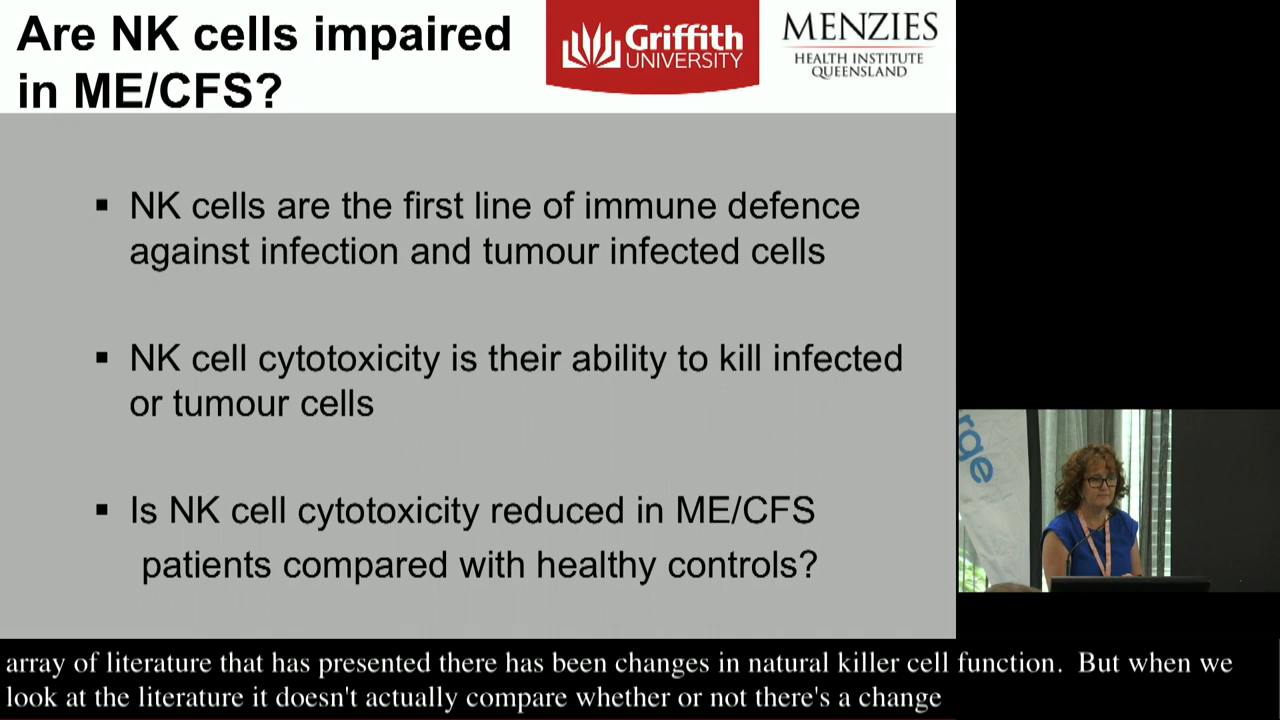 Are NK cells impaired
in ME/CFS?
Griffith
UNIVERSITY
MENZIES
HEALTH INSTITUTE
QUEENSLAND
▪ NK cells are the first line of immune defence
against infection and tumour infected cells
▪ NK cell cytotoxicity is their ability to kill infected
or tumour cells
▪ Is NK cell cytotoxicity reduced in ME/CFS
patients compared with healthy controls?
rge
array of literature that has presented there has been changes in natural killer cell function. But when we
look at the literature it doesn't actually compare whether or not there's a change